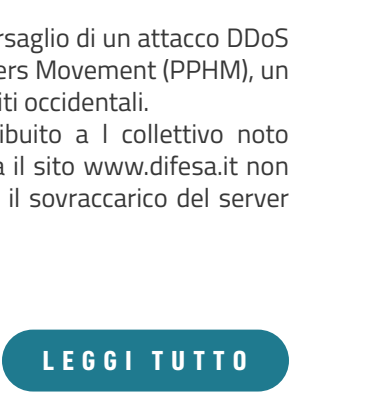 rsaglio di un attacco DDoS
ers Movement (PPHM), un
iti occidentali.
ibuito a l collettivo noto
a il sito www.difesa.it non
il sovraccarico del server
LEGGI TUTTO